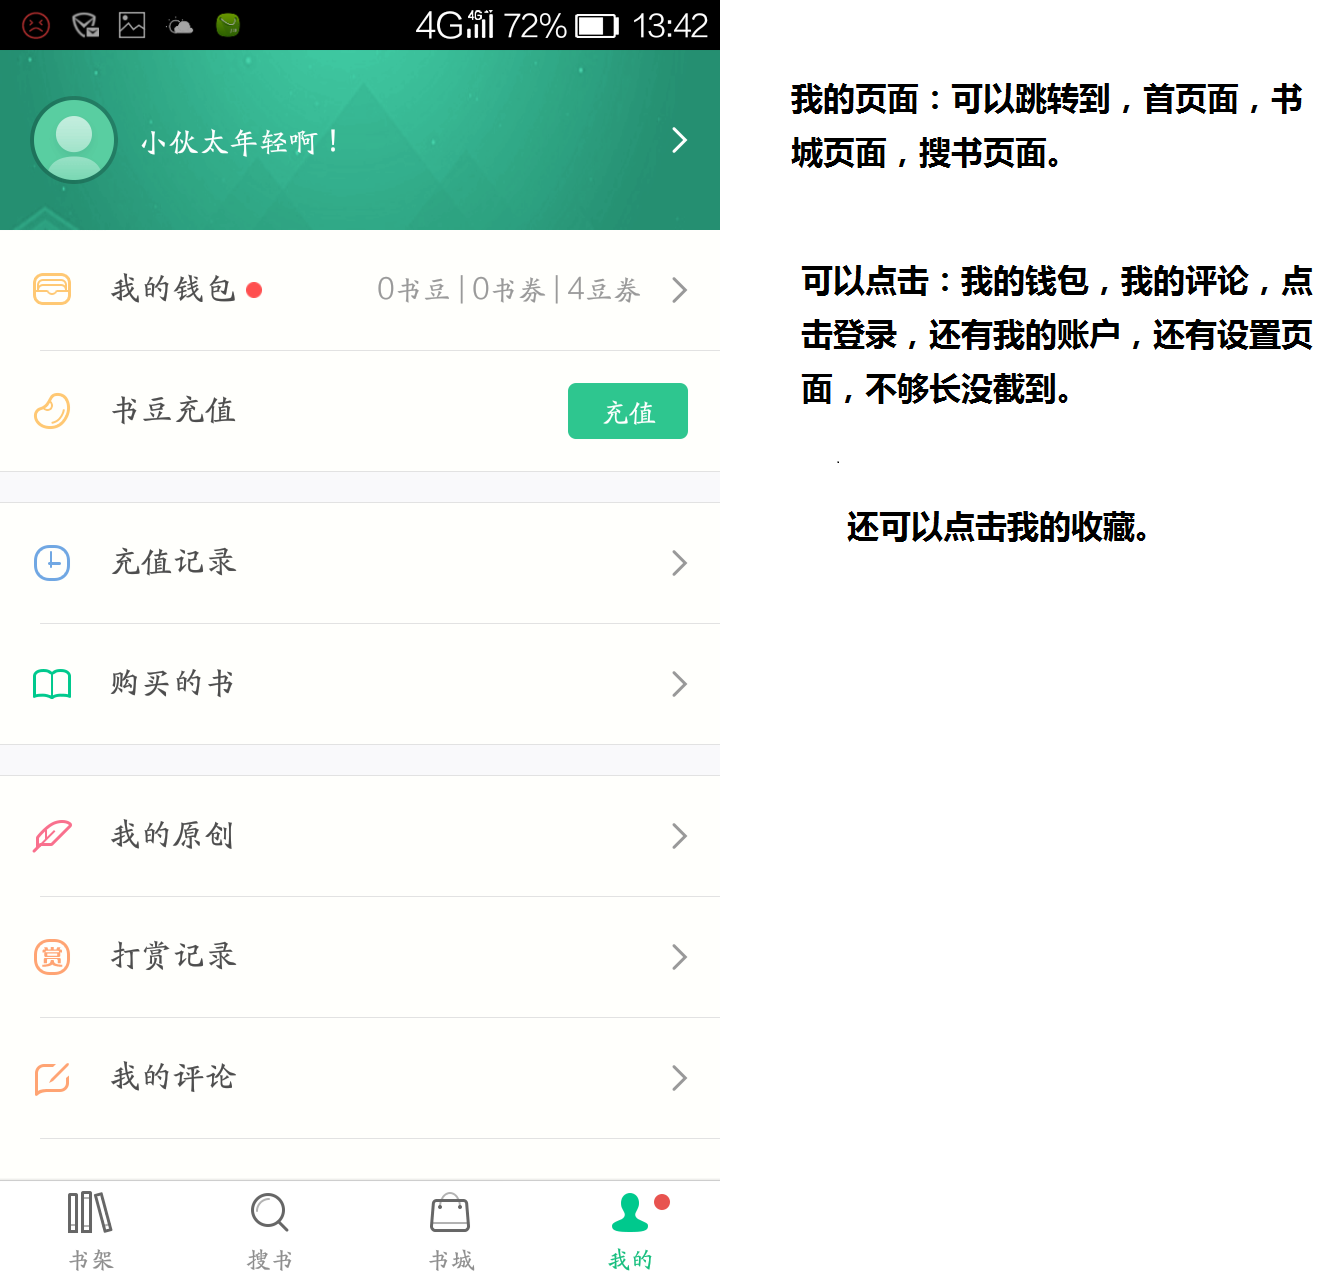 4G 4G 72% 13:42
小伙太年轻啊！
我的钱包 0书豆|0书券|4豆券
书豆充值 充值
充值记录
购买的书
我的原创
赏 打赏记录
我的评论
书架 搜书 书城 我的
我的页面：可以跳转到，首页面，书
城页面，搜书页面。
可以点击：我的钱包，我的评论，点
击登录，还有我的账户，还有设置页
面，不够长没截到。
.
还可以点击我的收藏。